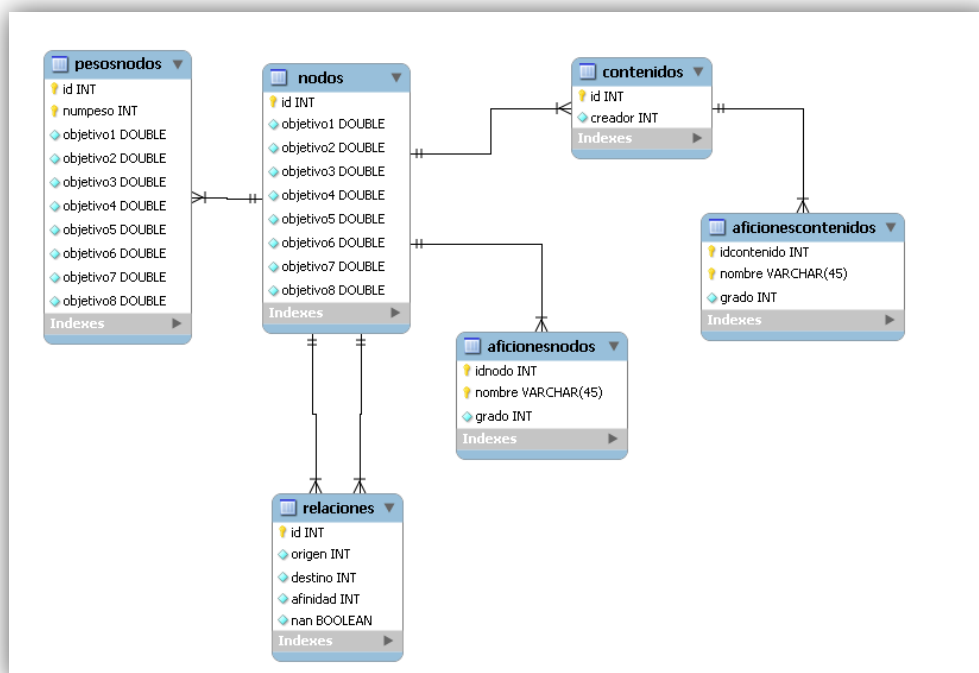 pesosnodos
id INT
numpeso INT
objetivo1 DOUBLE
objetivo2 DOUBLE
objetivo3 DOUBLE
objetivo4 DOUBLE
objetivo5 DOUBLE
objetivo6 DOUBLE
objetivo7 DOUBLE
objetivo8 DOUBLE
Indexes
nodos
id INT
objetivo1 DOUBLE
objetivo2 DOUBLE
objetivo3 DOUBLE
objetivo4 DOUBLE
objetivo5 DOUBLE
objetivo6 DOUBLE
objetivo7 DOUBLE
objetivo8 DOUBLE
Indexes
contenidos
id INT
creador INT
Indexes
aficionescontenidos
idcontenido INT
nombre VARCHAR(45)
grado INT
Indexes
aficionesnodos
idnodo INT
nombre VARCHAR(45)
grado INT
Indexes
relaciones
id INT
origen INT
destino INT
afinidad INT
nan BOOLEAN
Indexes